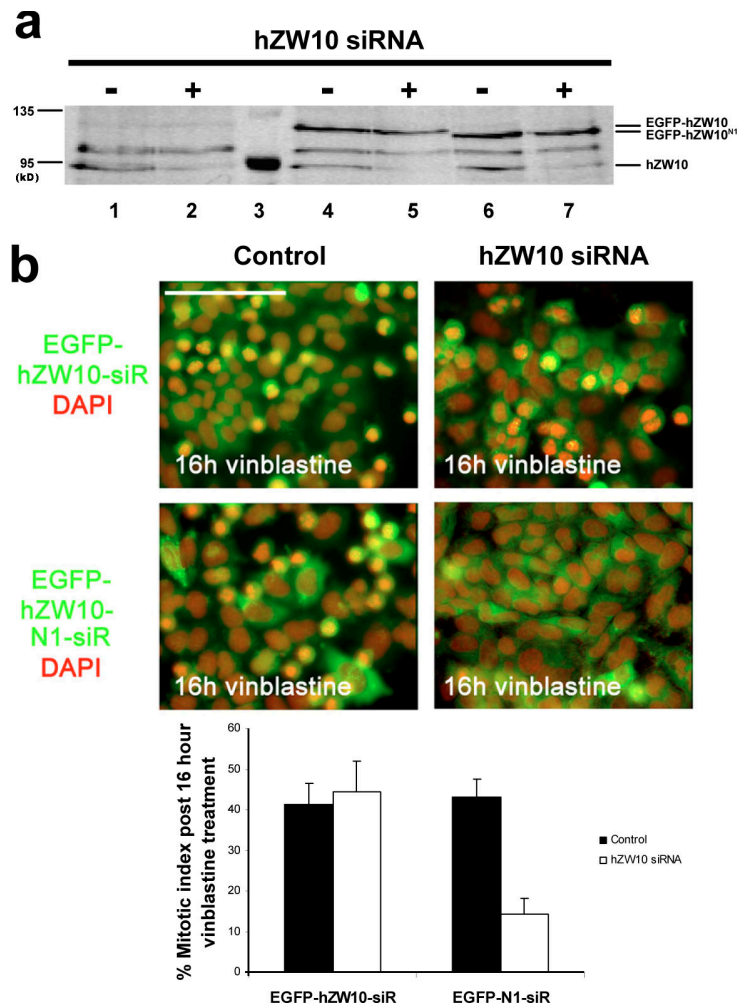 a
hZW10 siRNA
- + - + - +
135
95
(kD)
EGFP-hZW10
EGFP-hZW10N1
hZW10
1 2 3 4 5 6 7
b
Control hZW10 siRNA
EGFP-
hZW10-siR
DAPI
16h vinblastine
16h vinblastine
EGFP-
hZW10-
N1-siR
DAPI
16h vinblastine
16h vinblastine
% Mitotic index post 16 hour
vinblastine treatment
60
50
40
30
20
10
0
Control
hZW10 siRNA
EGFP-hZW10-siR EGFP-N1-siR